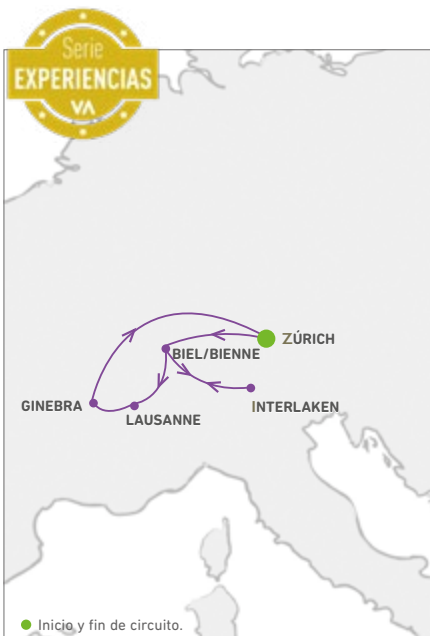 Serie
EXPERIENCIAS
VA
ZÚRICH
BIEL/BIENNE
GINEBRA
INTERLAKEN
LAUSANNE
Inicio y fin de circuito.